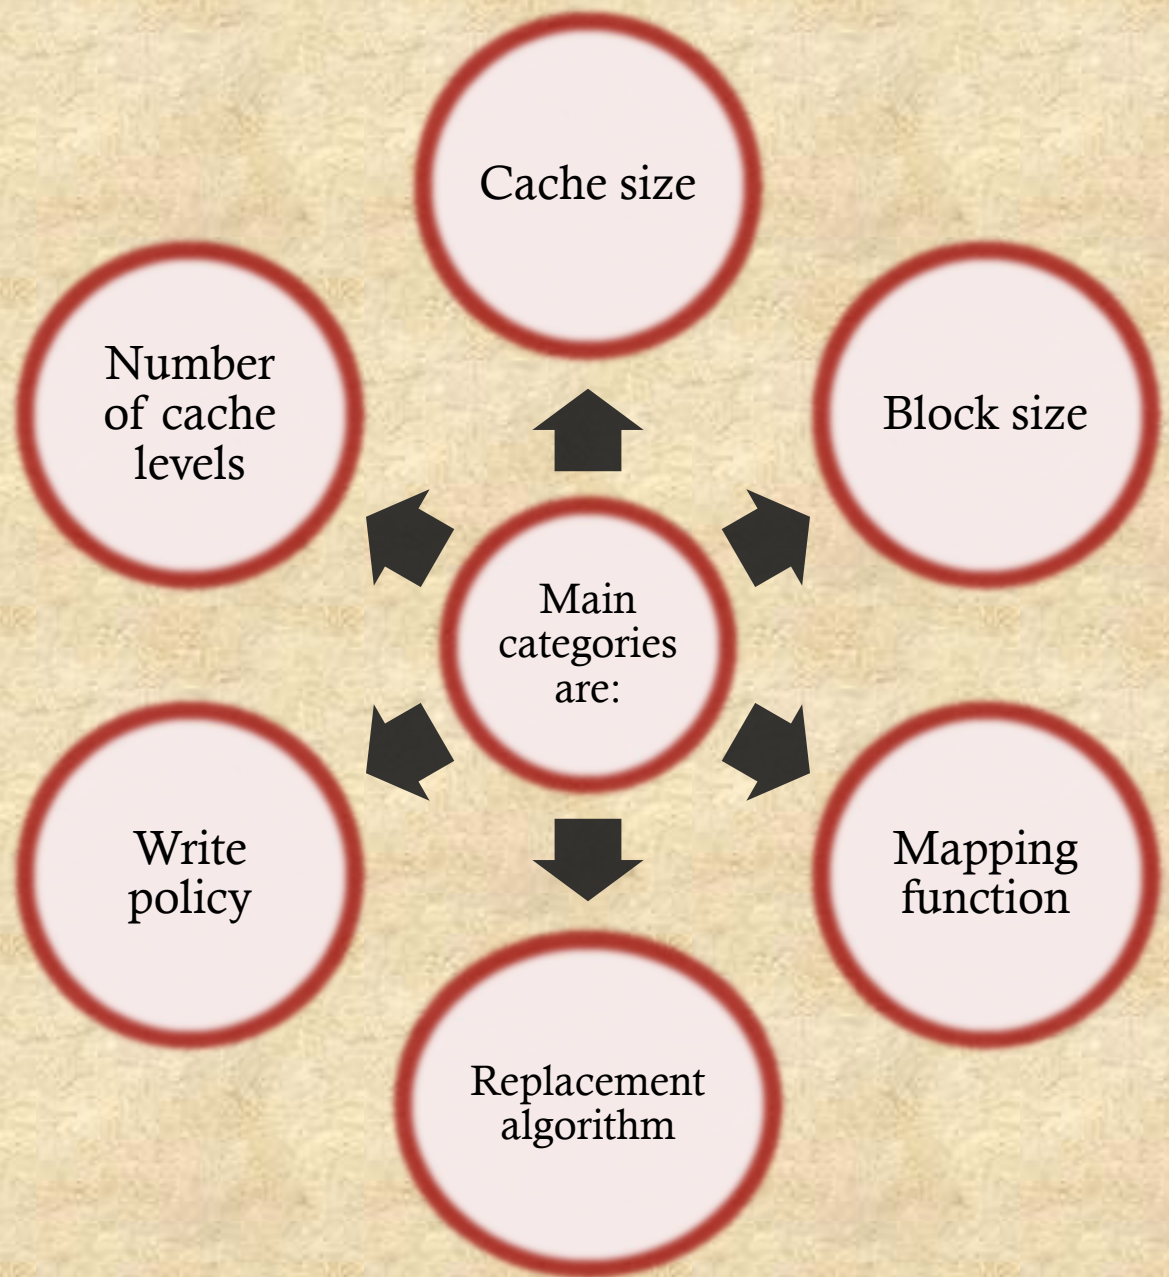 Cache size
Number
of cache
levels
Block size
Main
categories
are:
Write
policy
Mapping
function
Replacement
algorithm